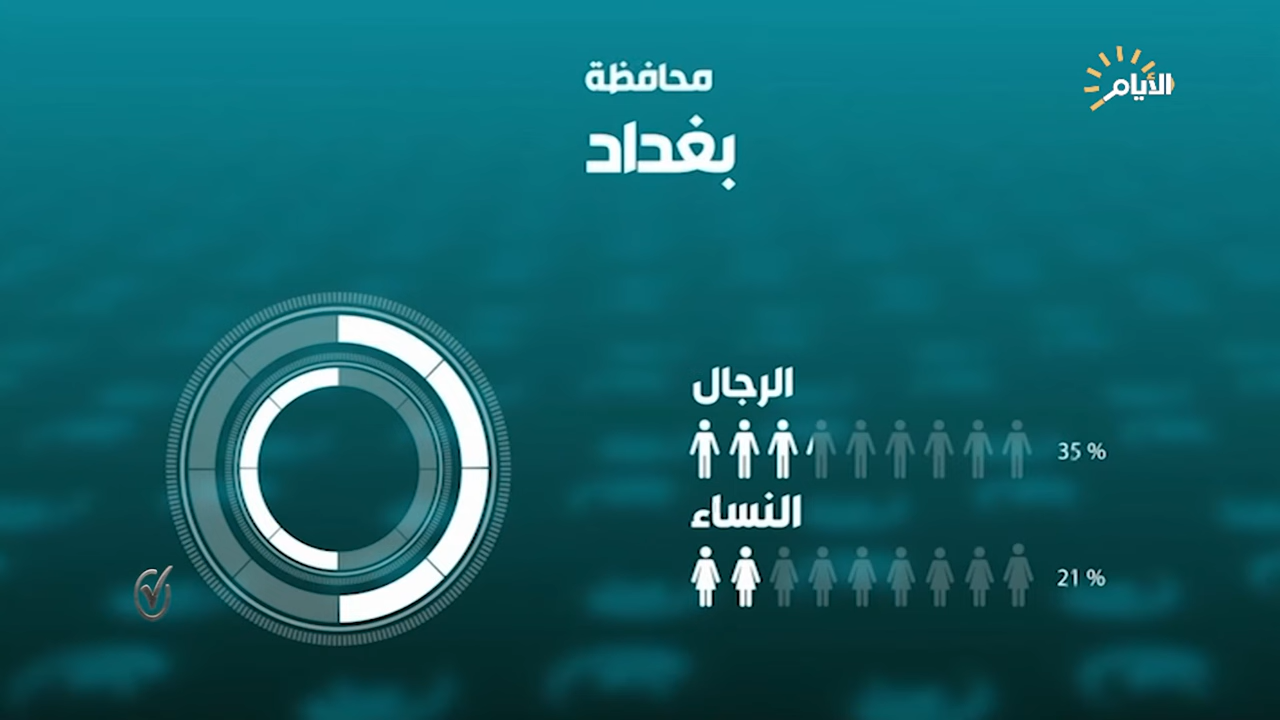 محافظة
الأيام
بغداد
الرجال
35 %
النساء
21 %